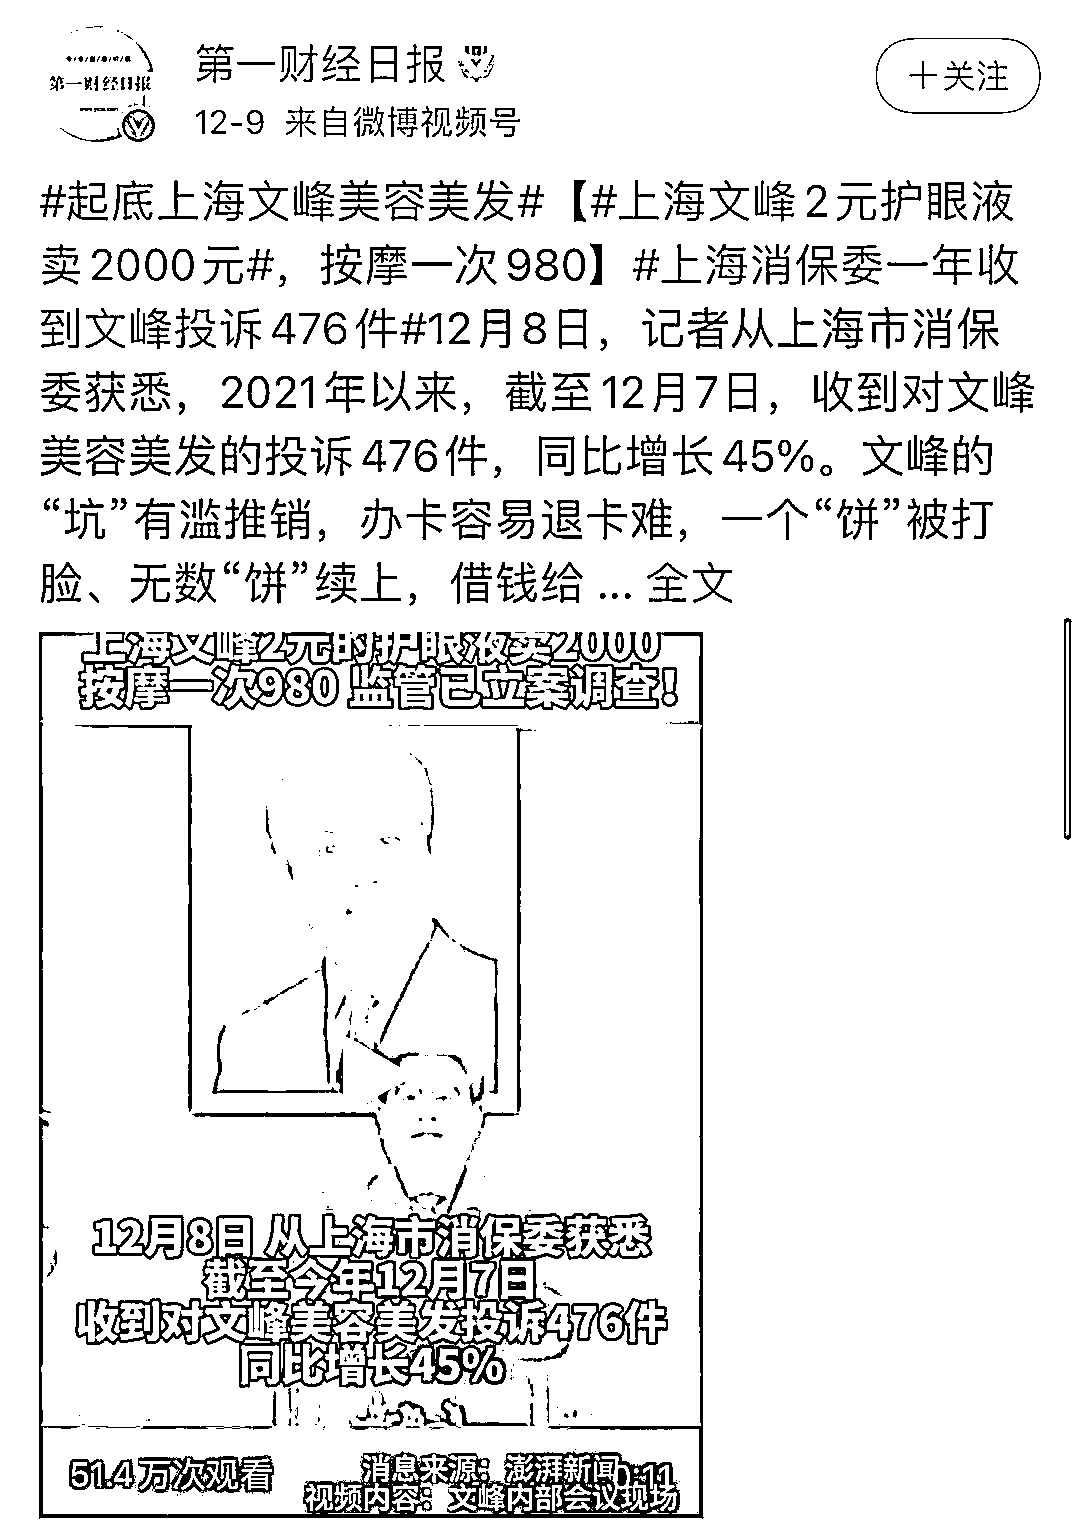 第一财经日报
第一财经日报
12-9 来自微博视频号
十关注
#起底上海文峰美容美发#【#上海文峰2元护眼液
卖2000元#，按摩一次980】#上海消保委一年收
到文峰投诉476件#12月8日，记者从上海市消保
委获悉，2021年以来，截至12月7日，收到对文峰
美容美发的投诉476件，同比增长45%。文峰的
“坑”有滥推销，办卡容易退卡难，一个“饼”被打
脸、无数“饼”续上，借钱给 ... 全文
上海文峰2元的护眼液卖2000
按摩一次980 监管已立案调查！
12月8日 从上海市消保委获悉
截至今年12月7日
收到对文峰美容美发投诉476件
同比增长45%
51.4万次观看
消息来源：澎湃新闻
0:11
视频内容：文峰内部会议现场